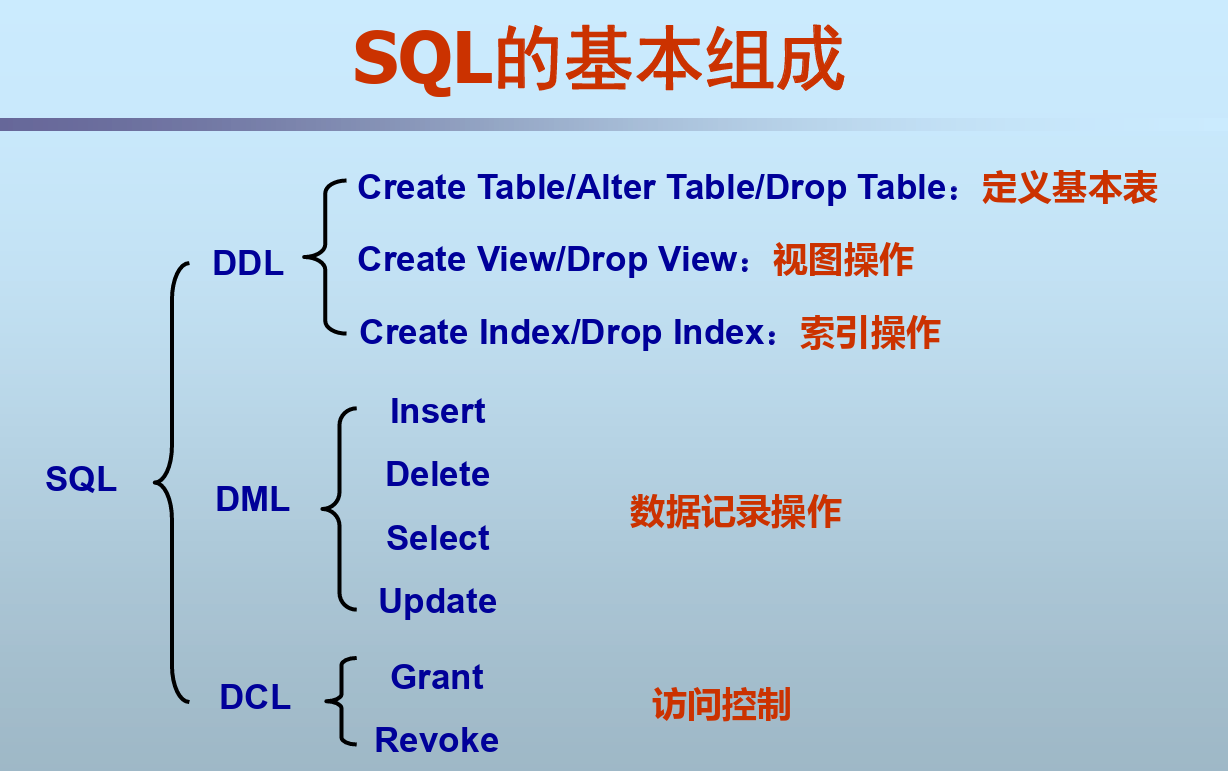 SQL的基本组成
Create Table/Alter Table/Drop Table：定义基本表
DDL
Create View/Drop View：视图操作
Create Index/Drop Index：索引操作
SQL
DML
Insert
Delete
Select
Update
数据记录操作
DCL
Grant
Revoke
访问控制